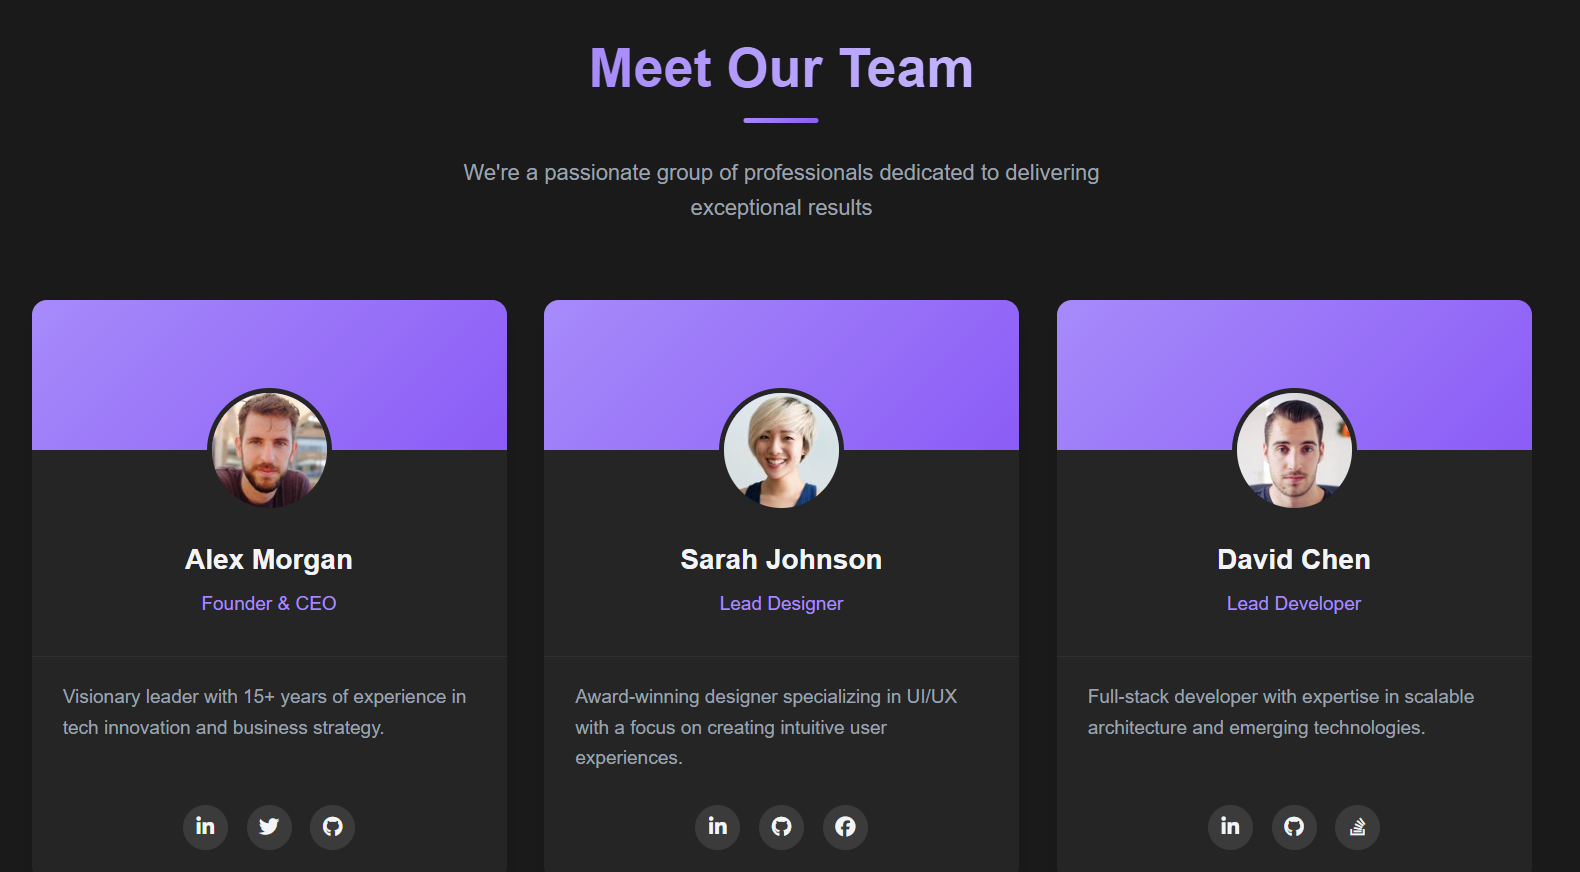 Meet Our Team
We're a passionate group of professionals dedicated to delivering
exceptional results
Alex Morgan
Founder & CEO
Visionary leader with 15+ years of experience in
tech innovation and business strategy.
in
Sarah Johnson
Lead Designer
Award-winning designer specializing in UI/UX
with a focus on creating intuitive user
experiences.
in
David Chen
Lead Developer
Full-stack developer with expertise in scalable
architecture and emerging technologies.
in